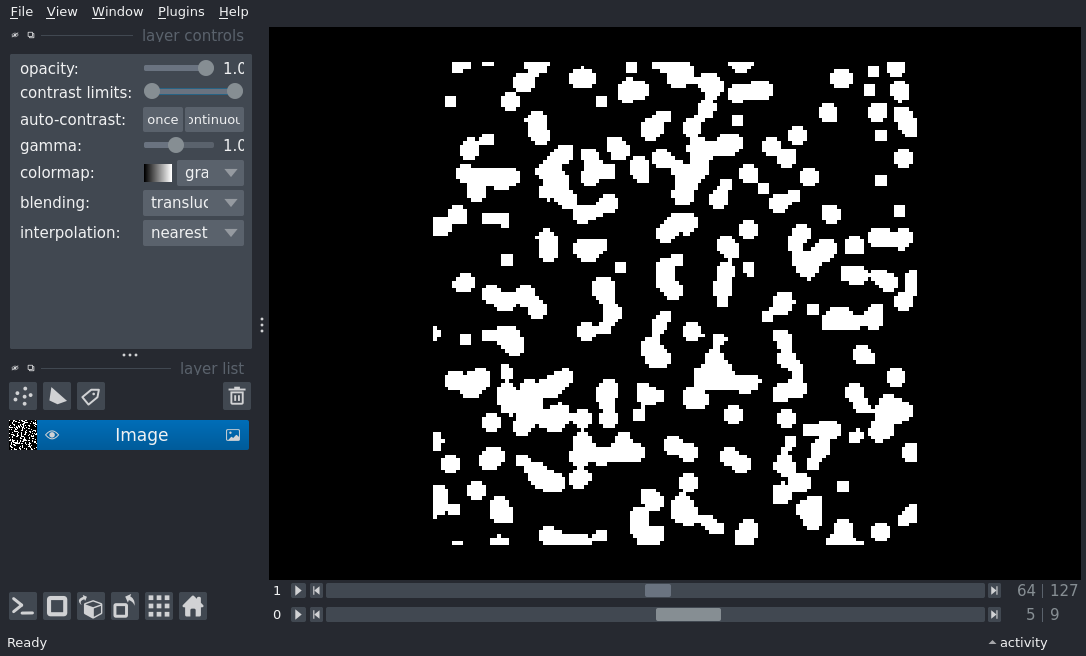 File View Window Plugins Help
layer controls
opacity: 1.0
contrast limits:
auto-contrast: once ontinuou
gamma: 1.0
colormap: gra
blending: transluc
interpolation: nearest
layer list
Image
1 64 127
0 5 9
Ready activity